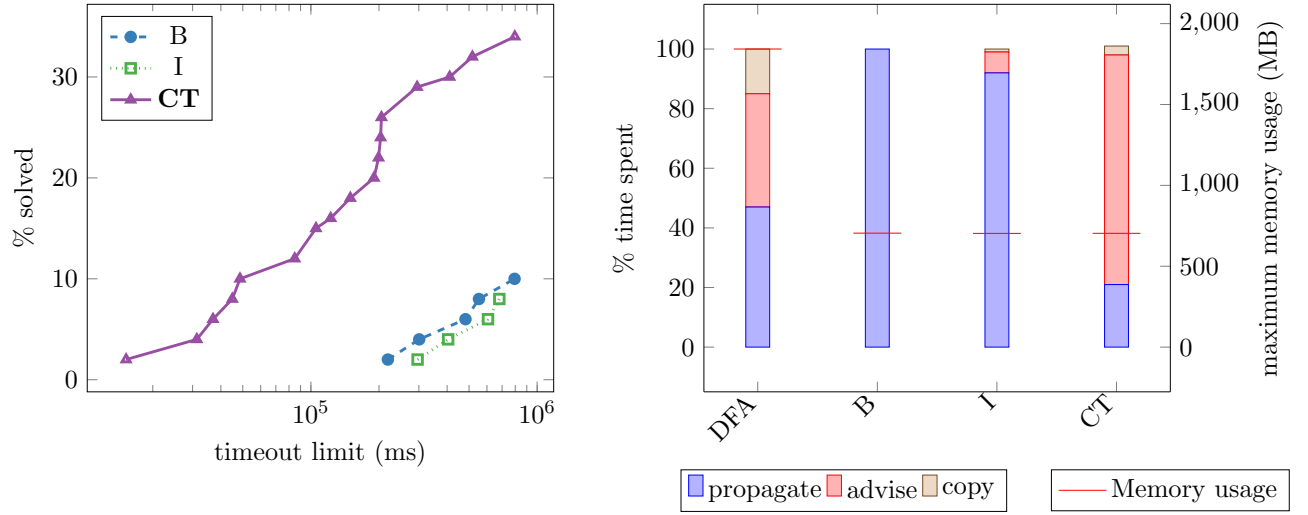 B
I
CT
% solved
30
20
10
0
10^5
10^6
timeout limit (ms)
% time spent
100
80
60
40
20
0
2,000
1,500
1,000
500
0
maximum memory usage (MB)
DFA
B
I
CT
propagate advise copy
Memory usage